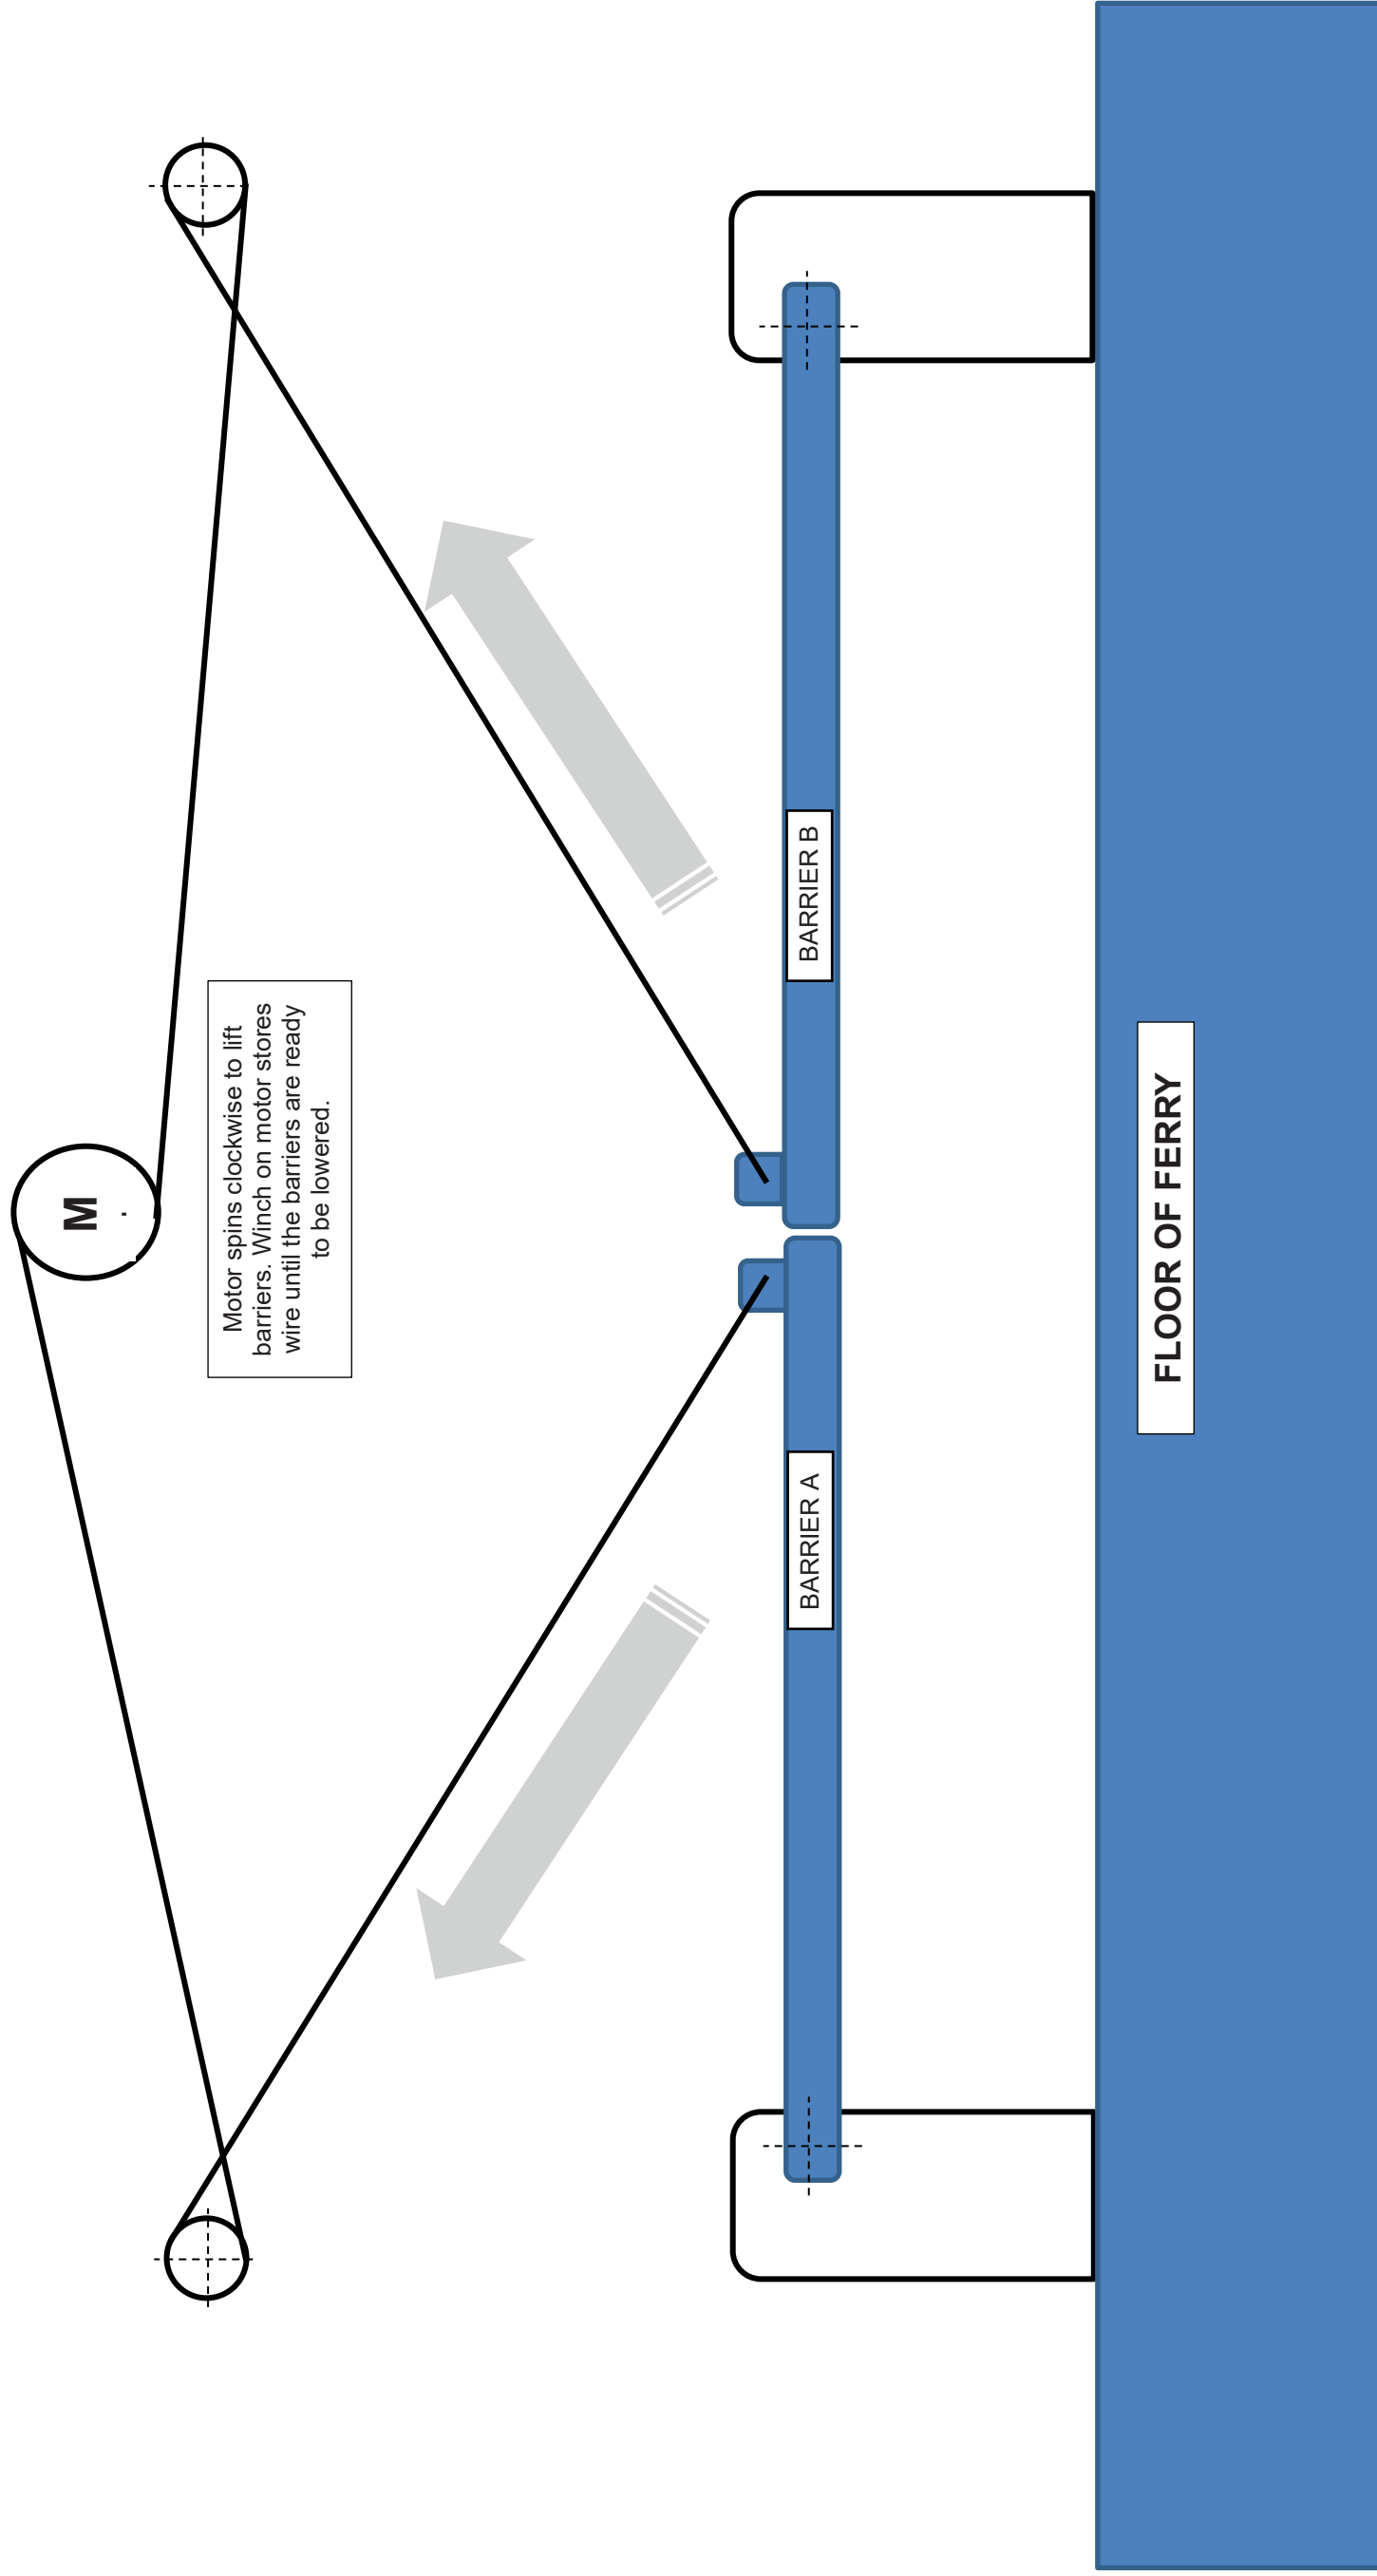 M
Motor spins clockwise to lift
barriers. Winch on motor stores
wire until the barriers are ready
to be lowered.
BARRIER A
BARRIER B
FLOOR OF FERRY